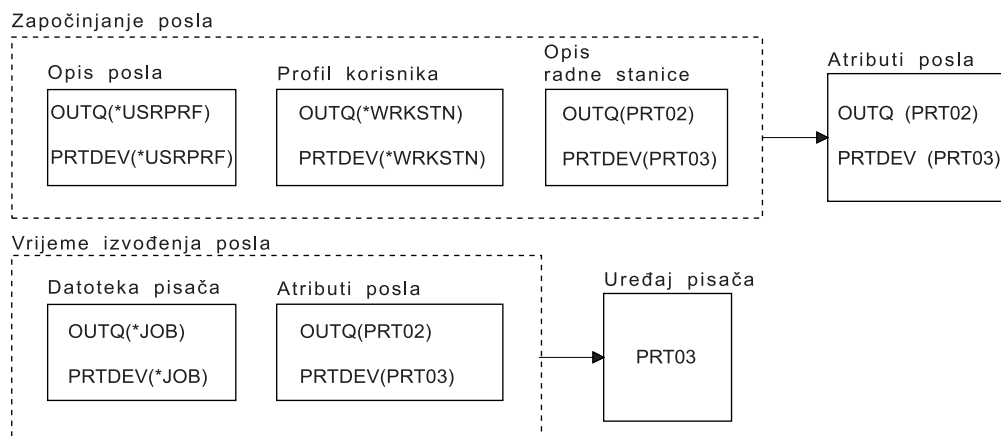 Započinjanje posla
Opis posla
OUTQ(*USRPRF)
PRTDEV(*USRPRF)
Profil korisnika
OUTQ(*WRKSTN)
PRTDEV(*WRKSTN)
Opis
radne stanice
OUTQ(PRT02)
PRTDEV(PRT03)
Atributi posla
OUTQ (PRT02)
PRTDEV (PRT03)
Vrijeme izvođenja posla
Datoteka pisača
OUTQ(*JOB)
PRTDEV(*JOB)
Atributi posla
OUTQ(PRT02)
PRTDEV(PRT03)
Uređaj pisača
PRT03